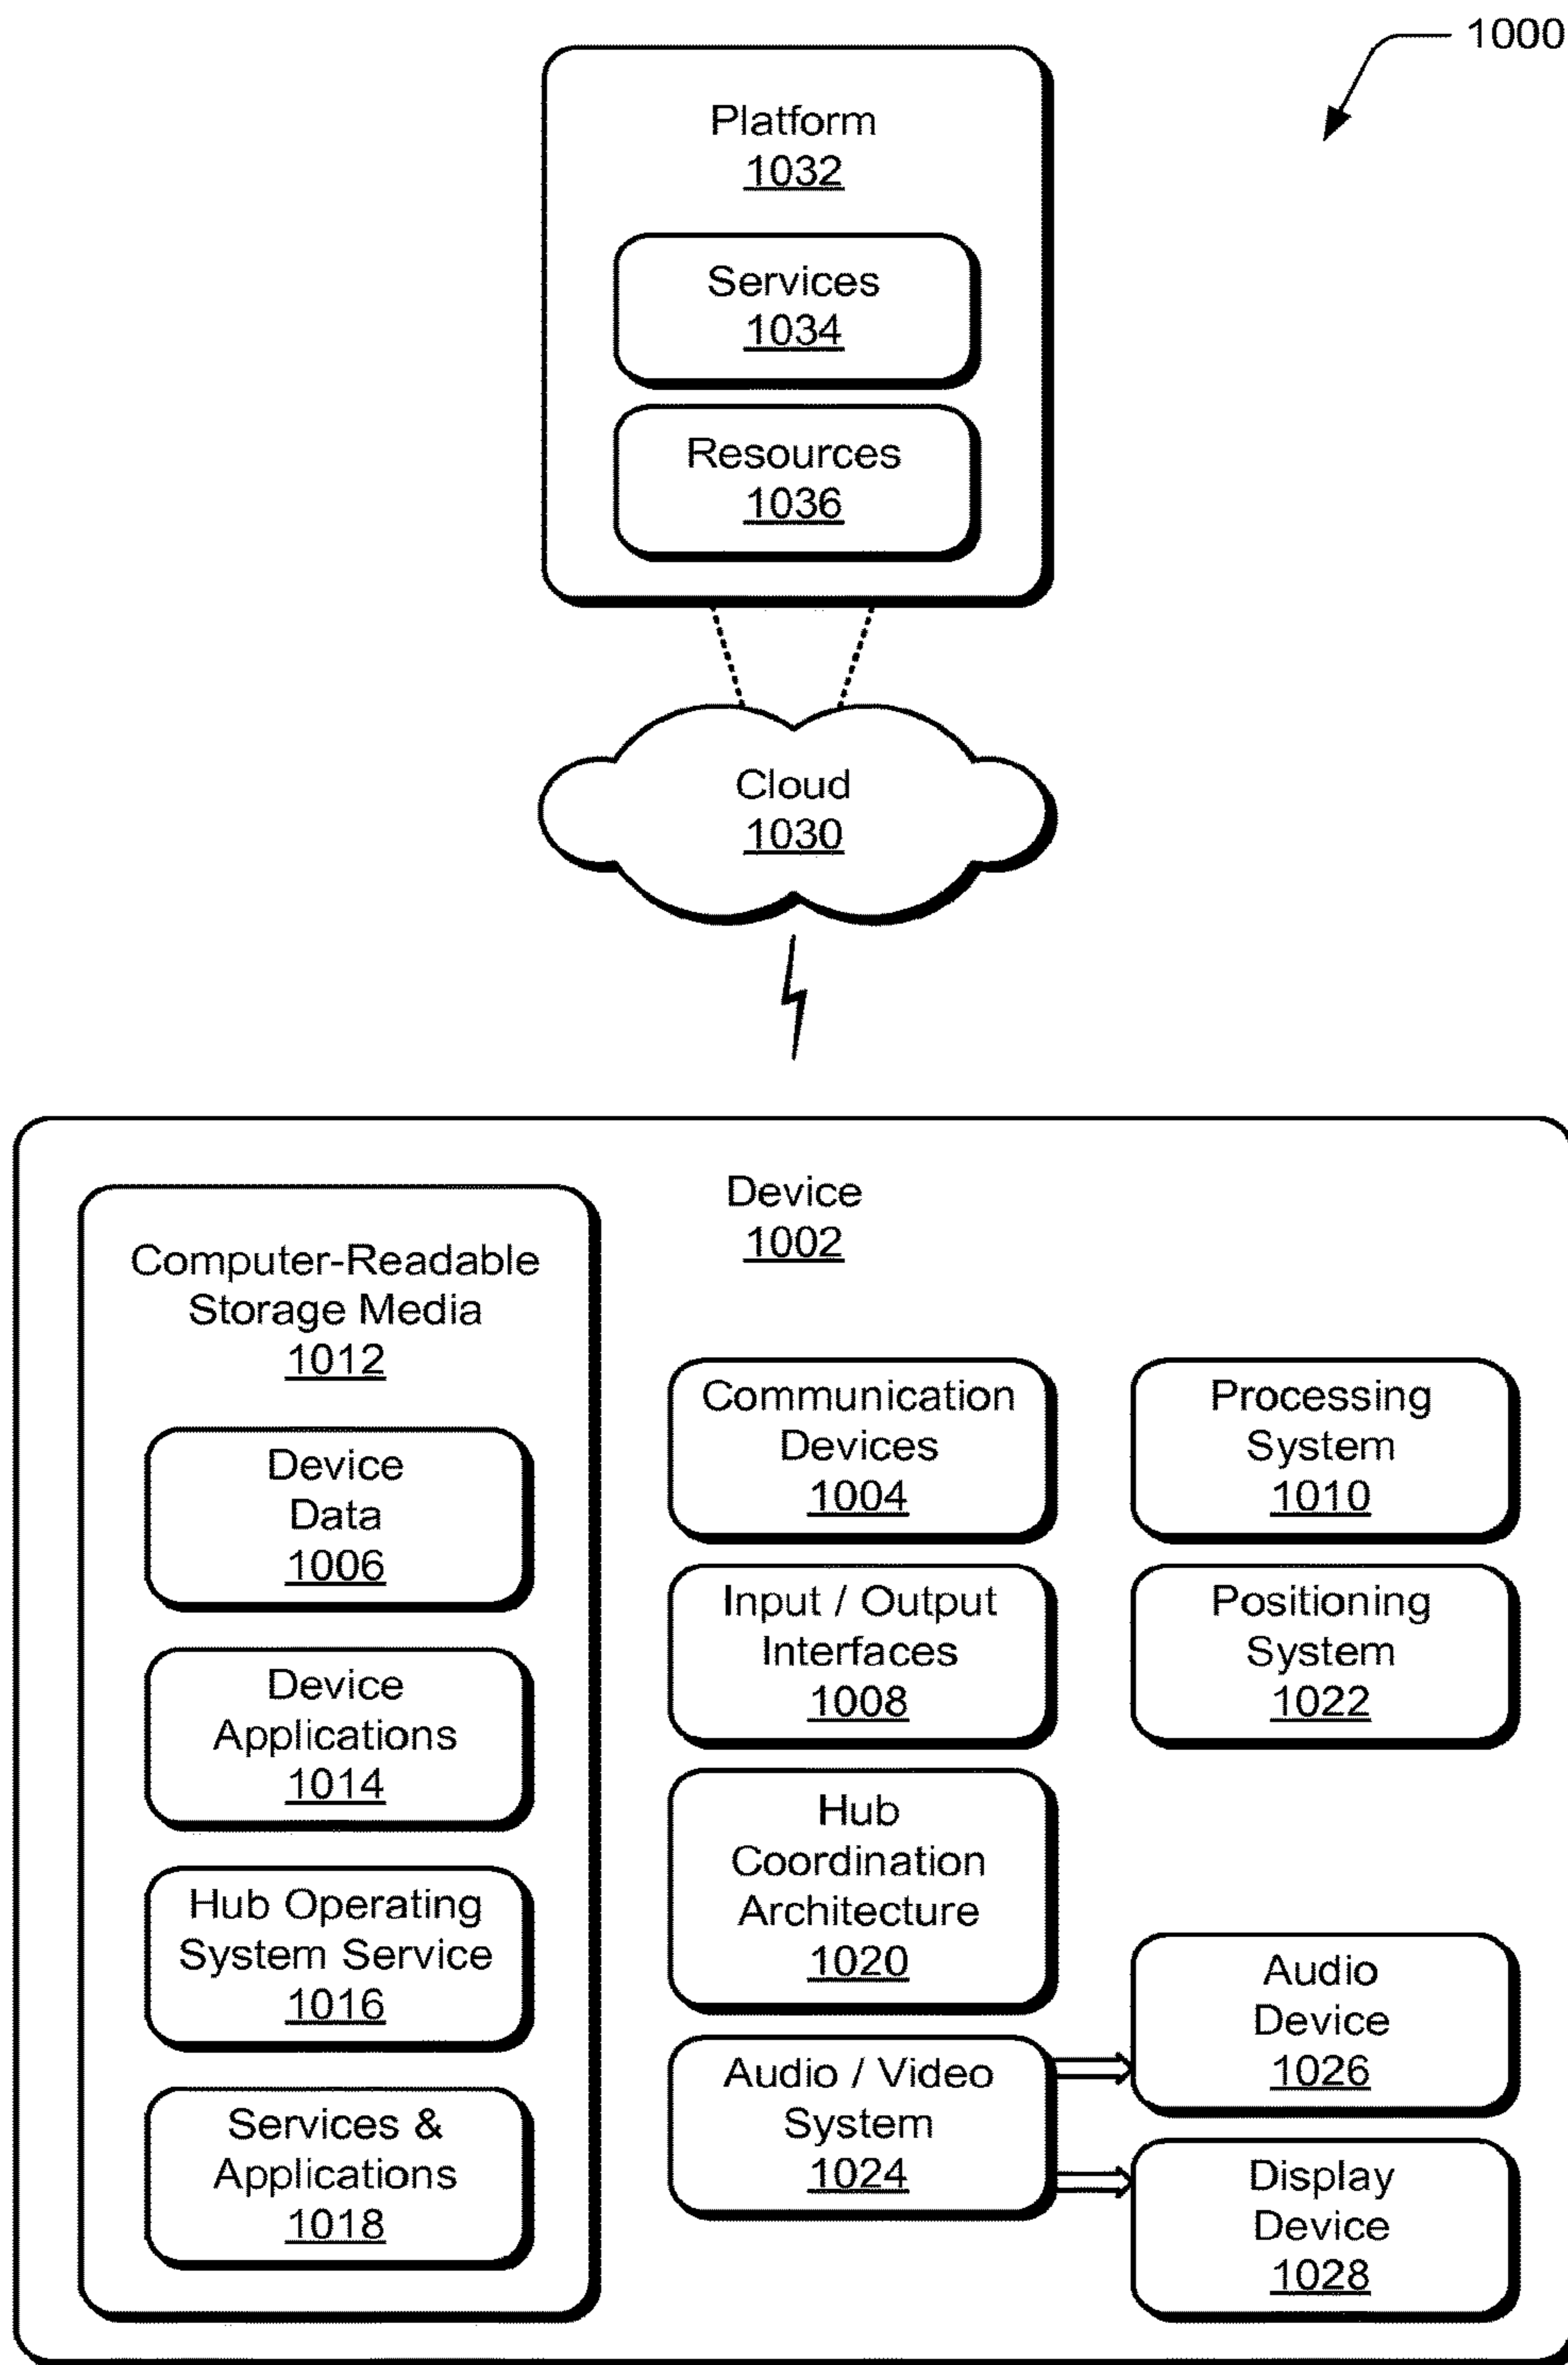 1000
Platform
1032
Services
1034
Resources
1036
Cloud
1030
Device
1002
Computer-Readable
Storage Media
1012
Device
Data
1006
Device
Applications
1014
Hub Operating
System Service
1016
Services &
Applications
1018
Communication
Devices
1004
Input / Output
Interfaces
1008
Hub
Coordination
Architecture
1020
Audio / Video
System
1024
Processing
System
1010
Positioning
System
1022
Audio
Device
1026
Display
Device
1028